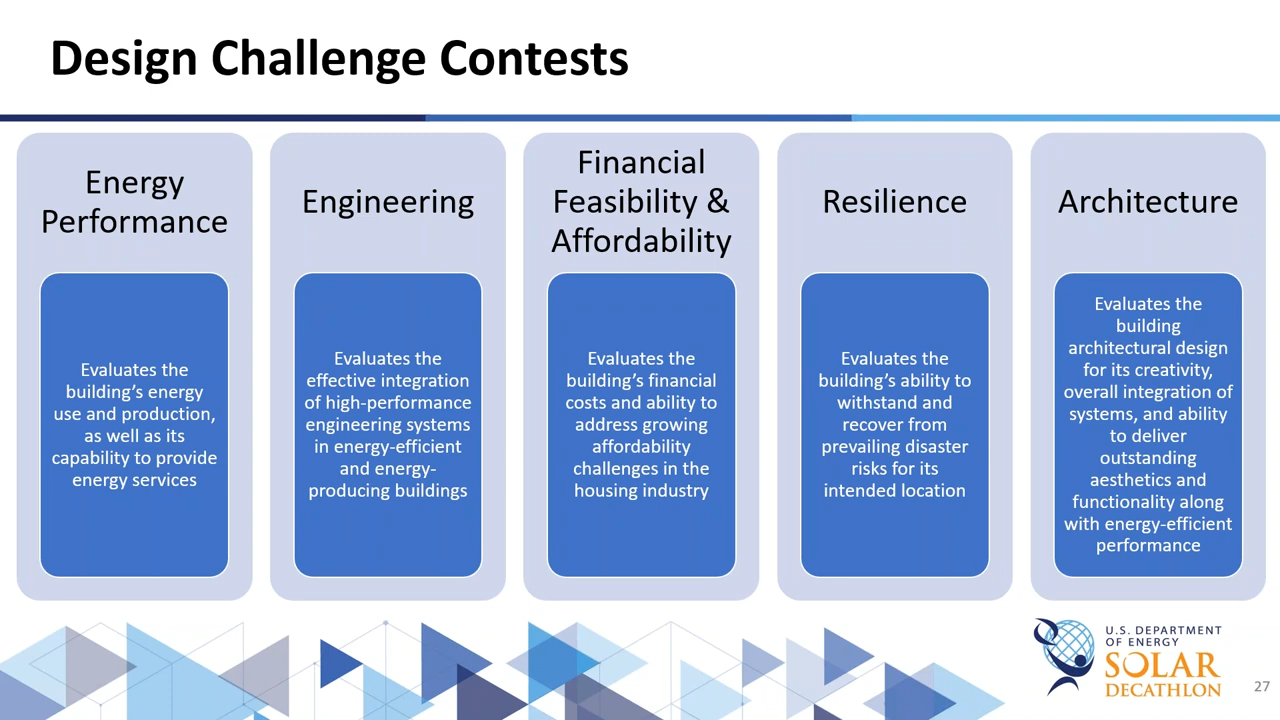 Design Challenge Contests
Energy
Performance
Evaluates the
building's energy
use and production,
as well as its
capability to provide
energy services
Engineering
Evaluates the
effective integration
of high-performance
engineering systems
in energy-efficient
and energy-
producing buildings
Financial
Feasibility &
Affordability
Evaluates the
building's financial
costs and ability to
address growing
affordability
challenges in the
housing industry
Resilience
Evaluates the
building's ability to
withstand and
recover from
prevailing disaster
risks for its
intended location
Architecture
Evaluates the
building
architectural design
for its creativity,
overall integration of
systems, and ability
to deliver
outstanding
aesthetics and
functionality along
with energy-efficient
performance
U.S. DEPARTMENT
OF ENERGY
SOLAR
DECATHLON
27